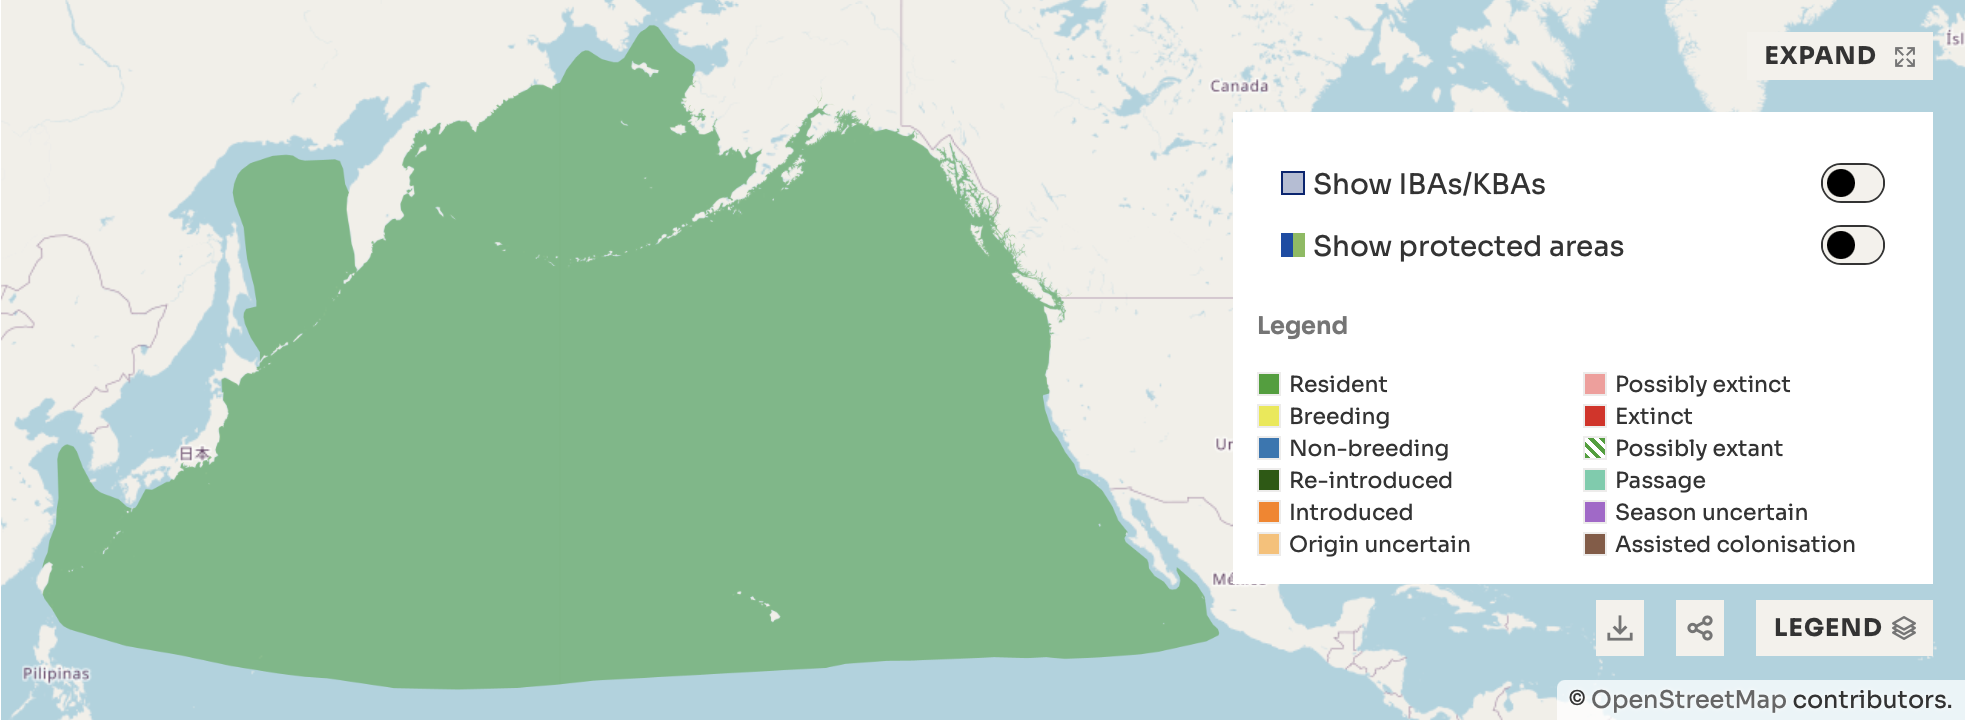 EXPAND
Ísl
Canada
Show IBAs/KBAs
Show protected areas
Legend
Resident
Possibly extinct
Breeding
Extinct
Non-breeding
Possibly extant
Re-introduced
Passage
Introduced
Season uncertain
Origin uncertain
Assisted colonisation
日本
Un
Mé
LEGEND
Pilipinas
© OpenStreetMap contributors.